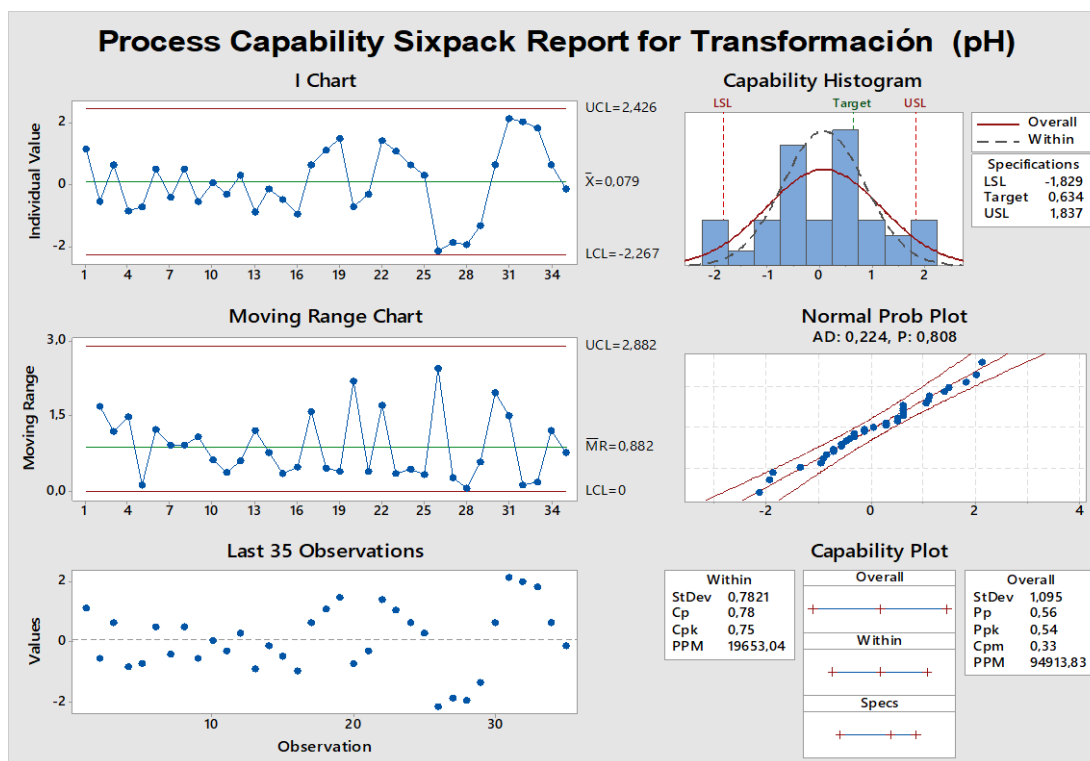 Process Capability Sixpack Report for Transformación (pH)
I Chart
Individual Value
2
0
-2
1 4 7 10 13 16 19 22 25 28 31 34
UCL=2,426
X̄=0,079
LCL=-2,267
Capability Histogram
LSL Target USL
-2 -1 0 1 2
Overall
Within
Specifications
LSL -1,829
Target 0,634
USL 1,837
Moving Range Chart
Moving Range
3,0
1,5
0,0
1 4 7 10 13 16 19 22 25 28 31 34
UCL=2,882
M̄R̄=0,882
LCL=0
Normal Prob Plot
AD: 0,224, P: 0,808
-2 0 2 4
Last 35 Observations
Values
2
0
-2
10 20 30
Observation
Capability Plot
Within
StDev 0,7821
Cp 0,78
Cpk 0,75
PPM 19653,04
Overall
Within
Specs
Overall
StDev 1,095
Pp 0,56
Ppk 0,54
Cpm 0,33
PPM 94913,83